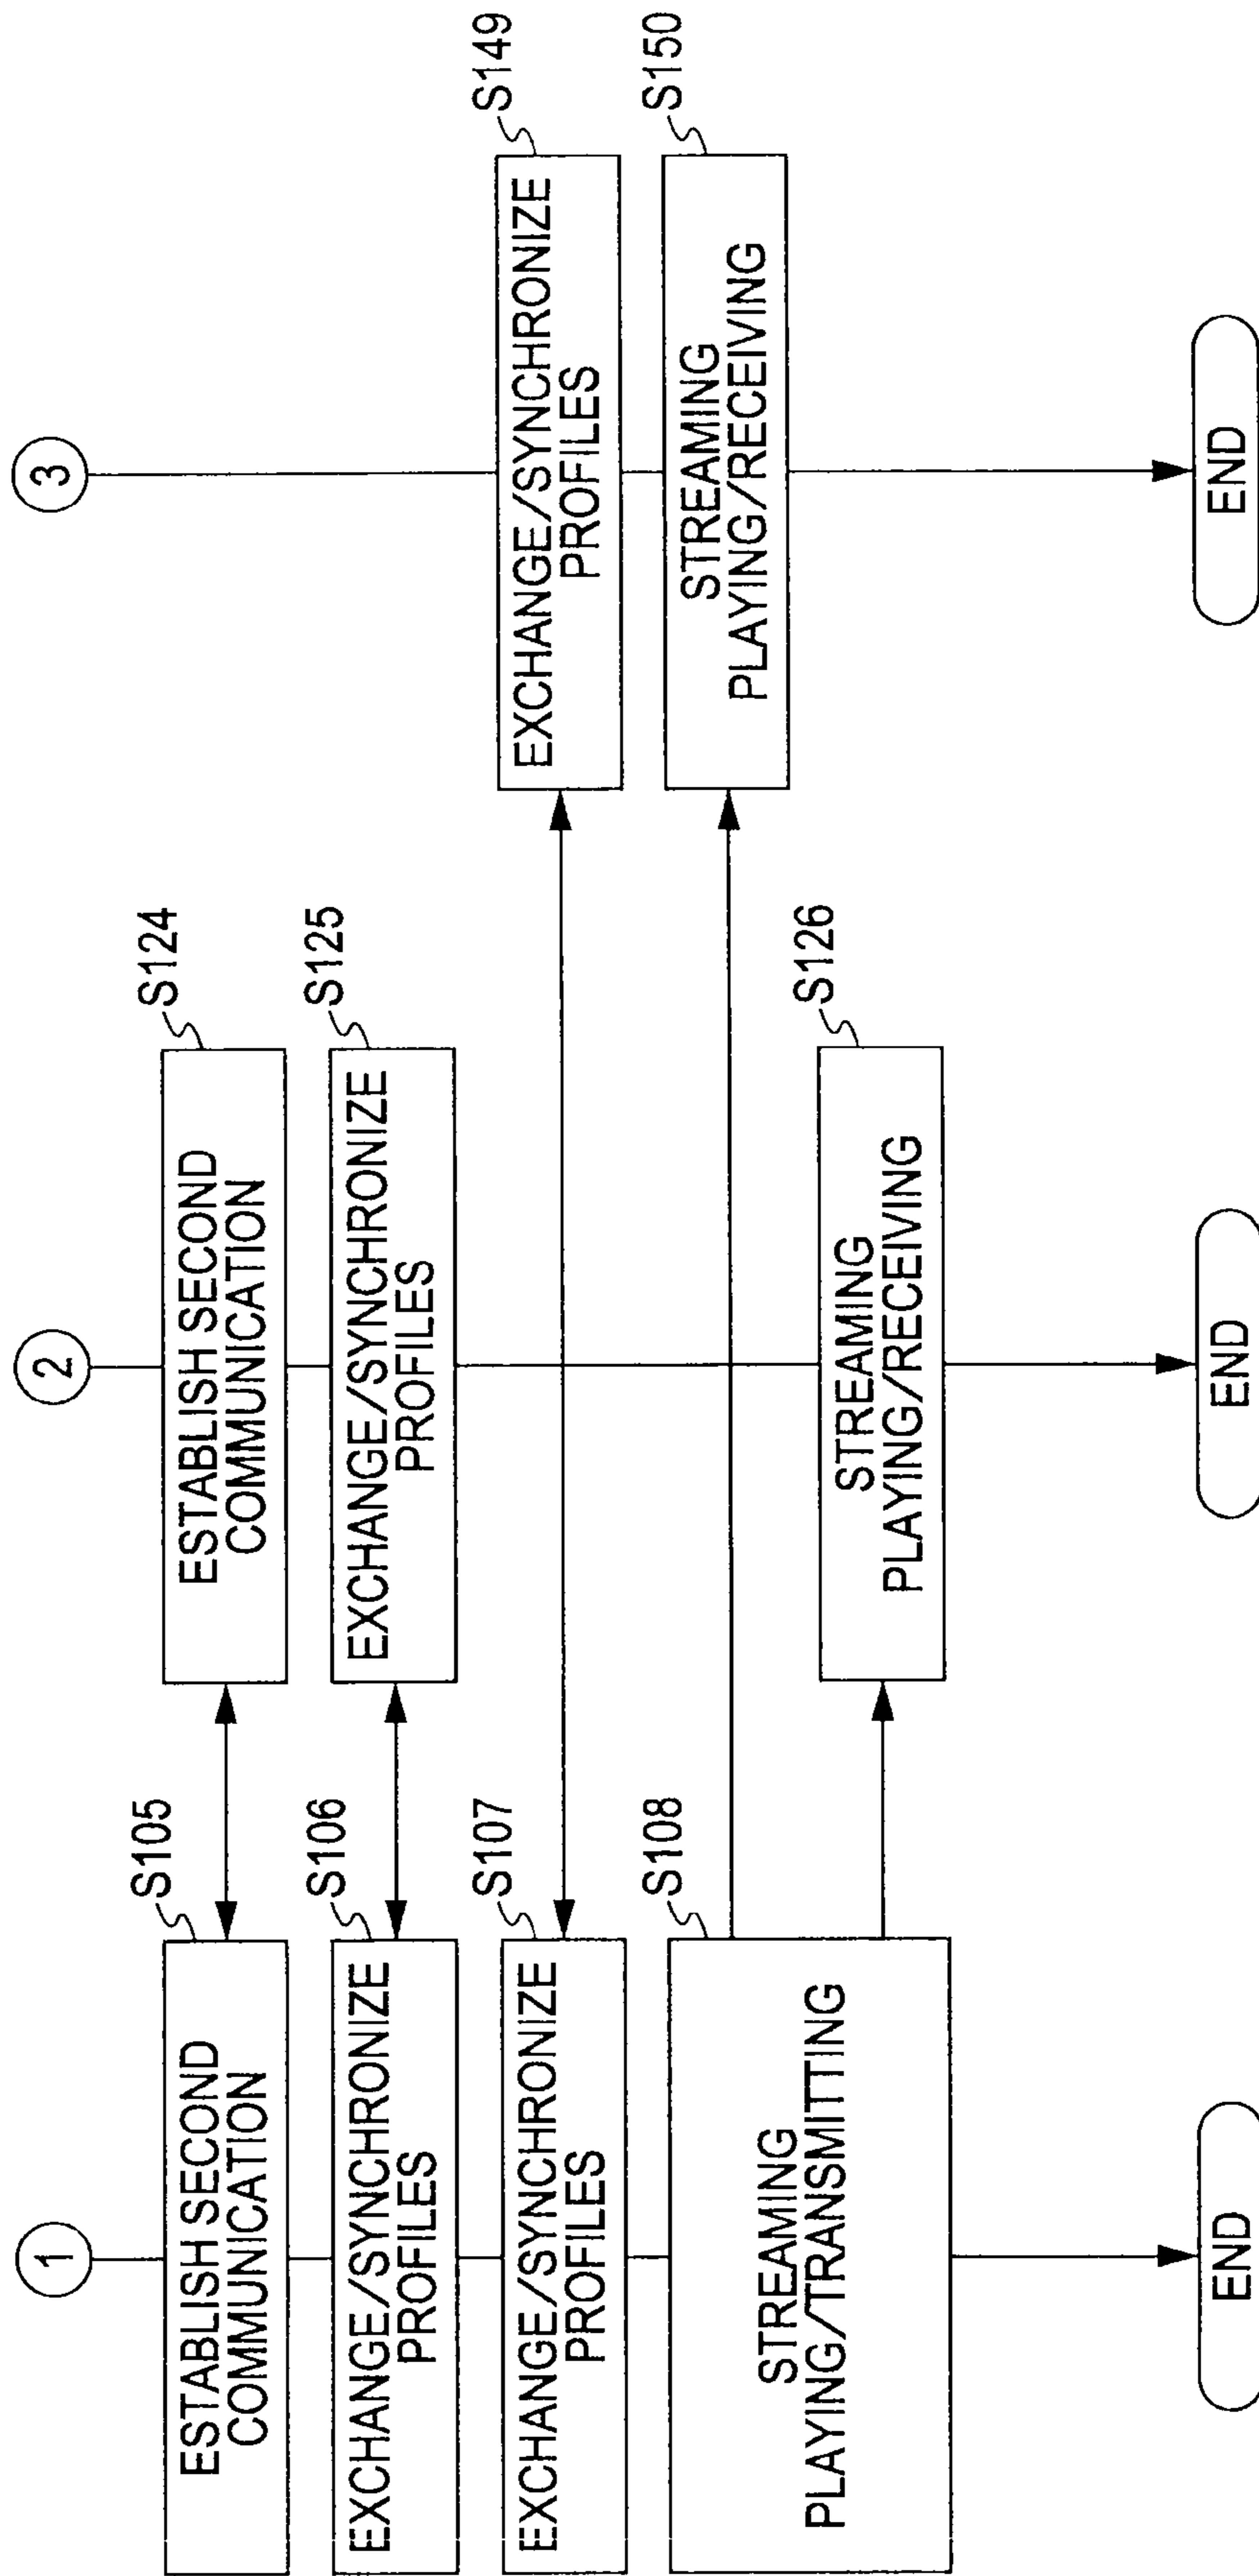 1
ESTABLISH SECOND
COMMUNICATION
S105
EXCHANGE/SYNCHRONIZE
PROFILES
S106
EXCHANGE/SYNCHRONIZE
PROFILES
S107
STREAMING
PLAYING/TRANSMITTING
S108
END
2
ESTABLISH SECOND
COMMUNICATION
S124
EXCHANGE/SYNCHRONIZE
PROFILES
S125
STREAMING
PLAYING/RECEIVING
S126
END
3
EXCHANGE/SYNCHRONIZE
PROFILES
S149
STREAMING
PLAYING/RECEIVING
S150
END